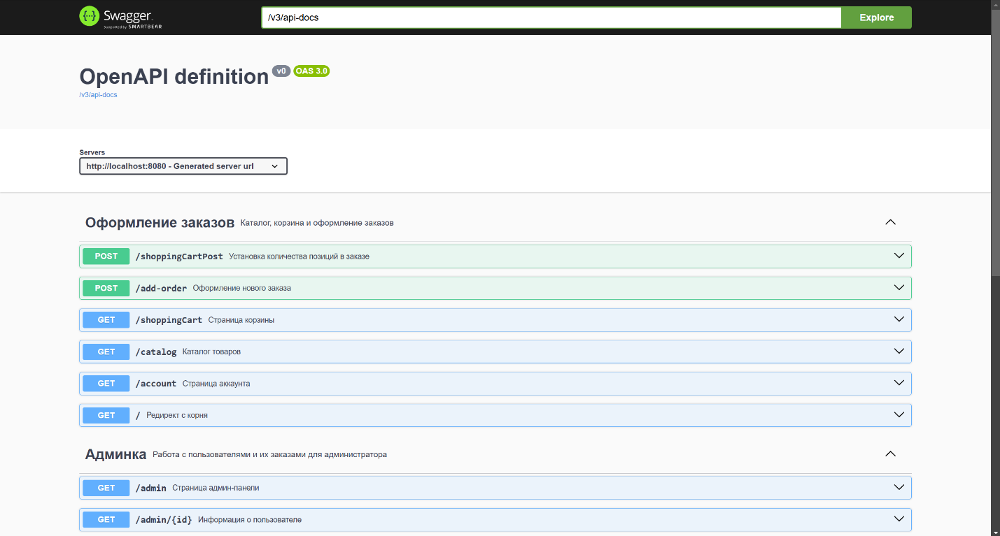 Swagger.
Supported by SMARTBEAR
/v3/api-docs
Explore
OpenAPI definition v0 OAS 3.0
/v3/api-docs
Servers
http://localhost:8080 - Generated server url
Оформление заказов Каталог, корзина и оформление заказов
POST /shoppingCartPost Установка количества позиций в заказе
POST /add-order Оформление нового заказа
GET /shoppingCart Страница корзины
GET /catalog Каталог товаров
GET /account Страница аккаунта
GET / Редирект с корня
Админка Работа с пользователями и их заказами для администратора
GET /admin Страница админ-панели
GET /admin/{id} Информация о пользователе